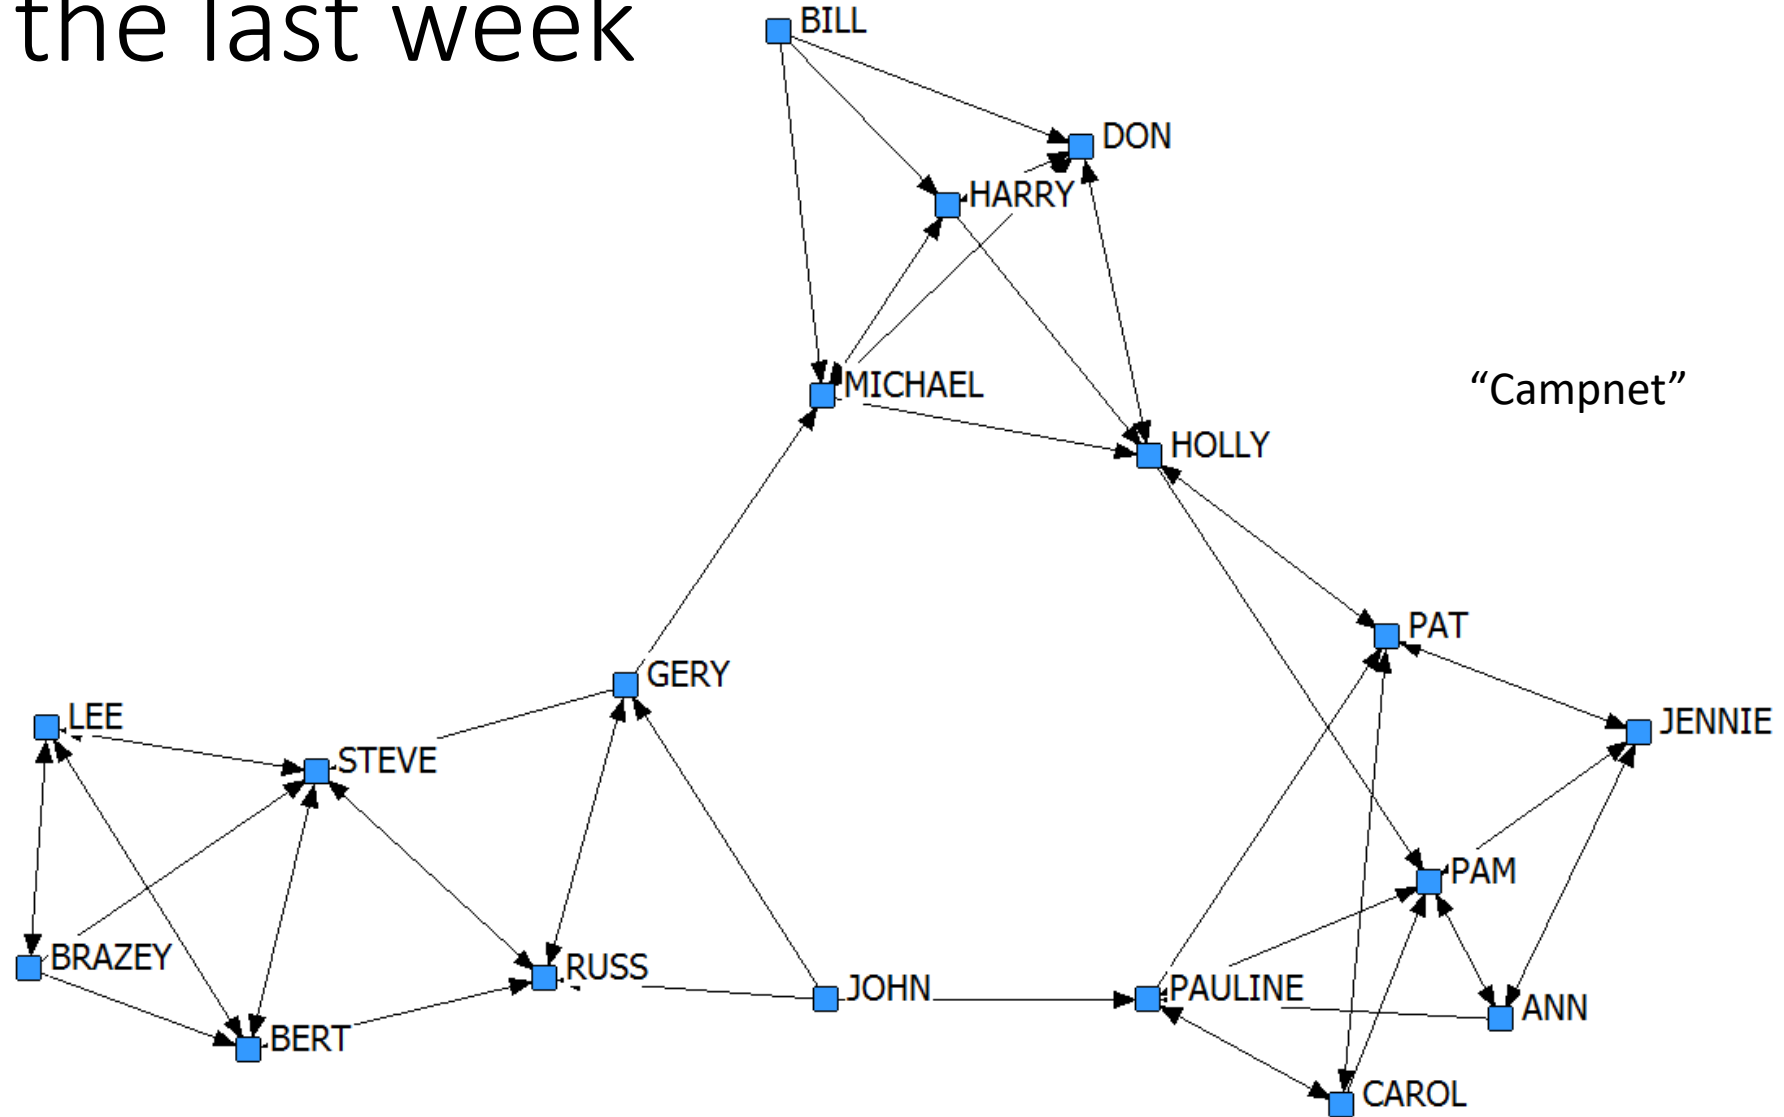 the last week
BILL
DON
HARRY
MICHAEL
“Campnet”
HOLLY
PAT
GERY
LEE
JENNIE
STEVE
PAM
BRAZEY
RUSS
JOHN
PAULINE
ANN
BERT
CAROL